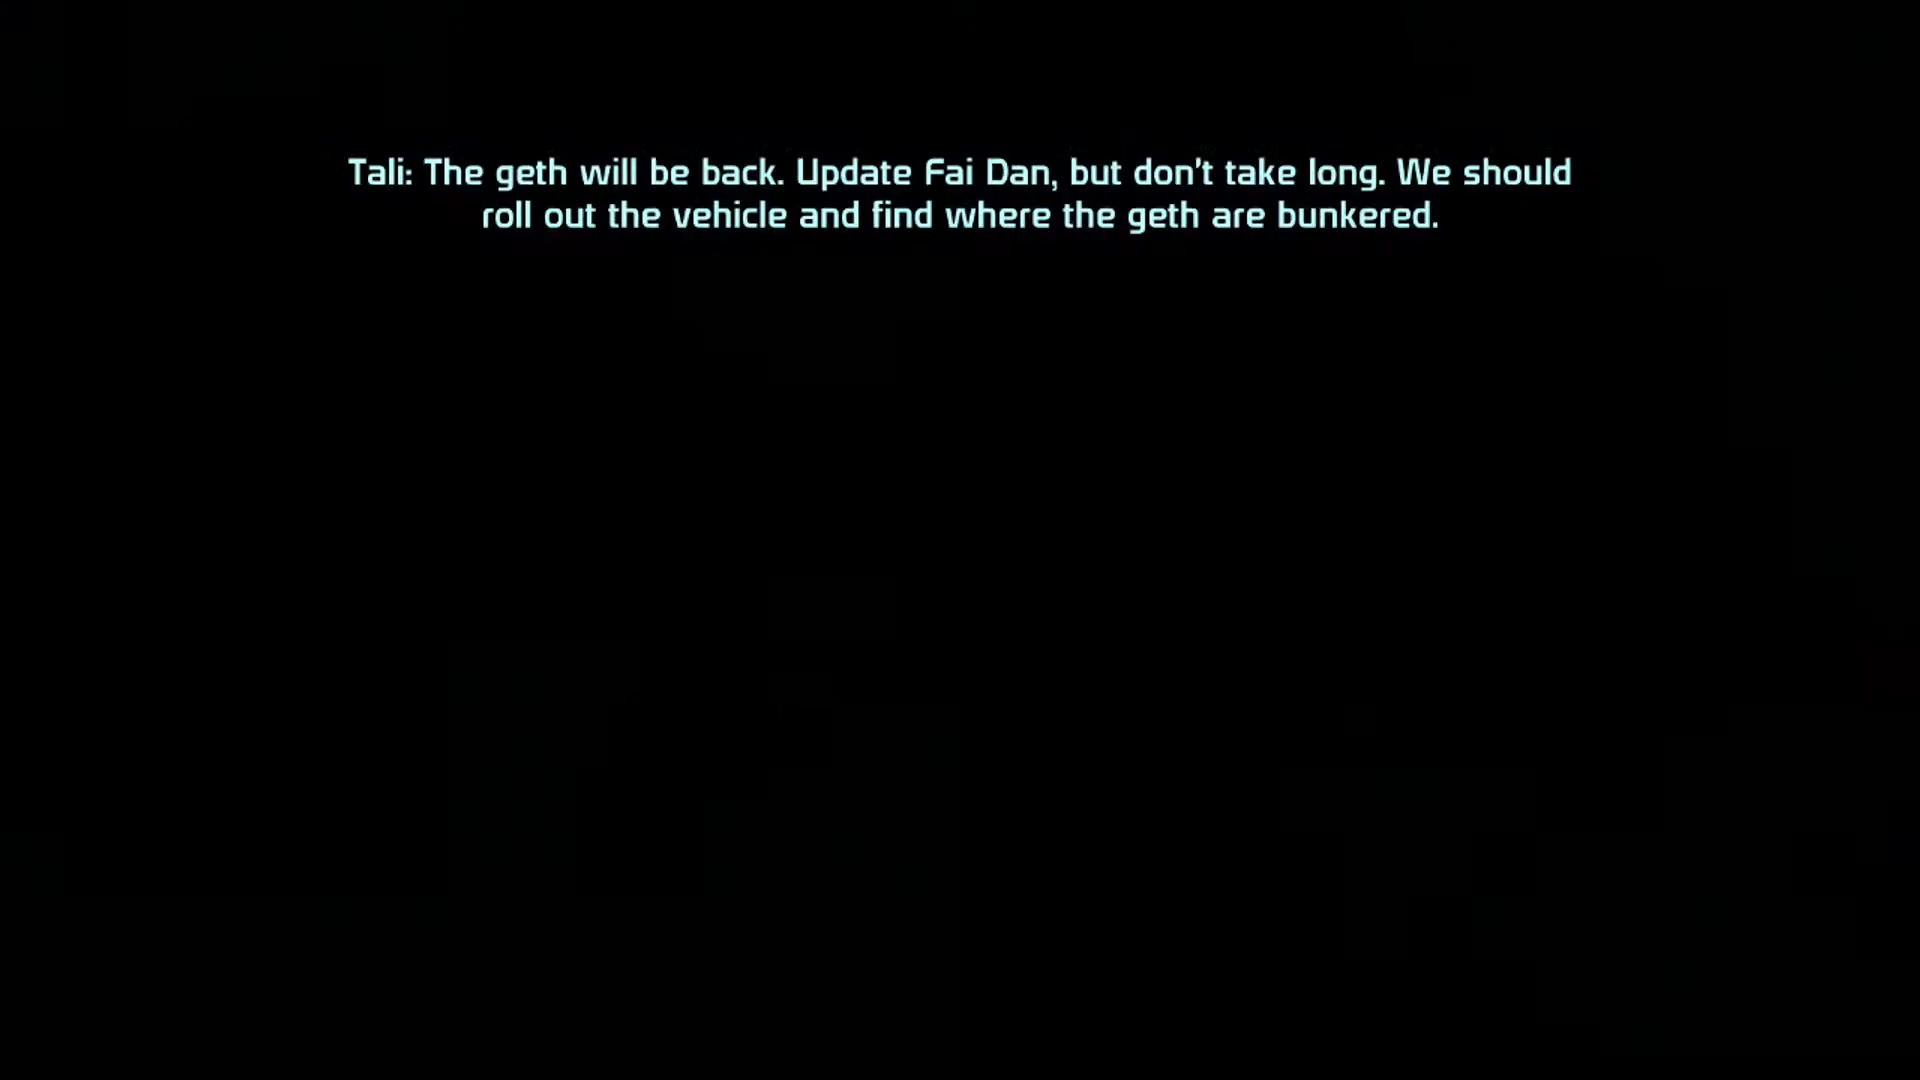 Tali: The geth will be back. Update Fai Dan, but don't take long. We should
roll out the vehicle and find where the geth are bunkered.